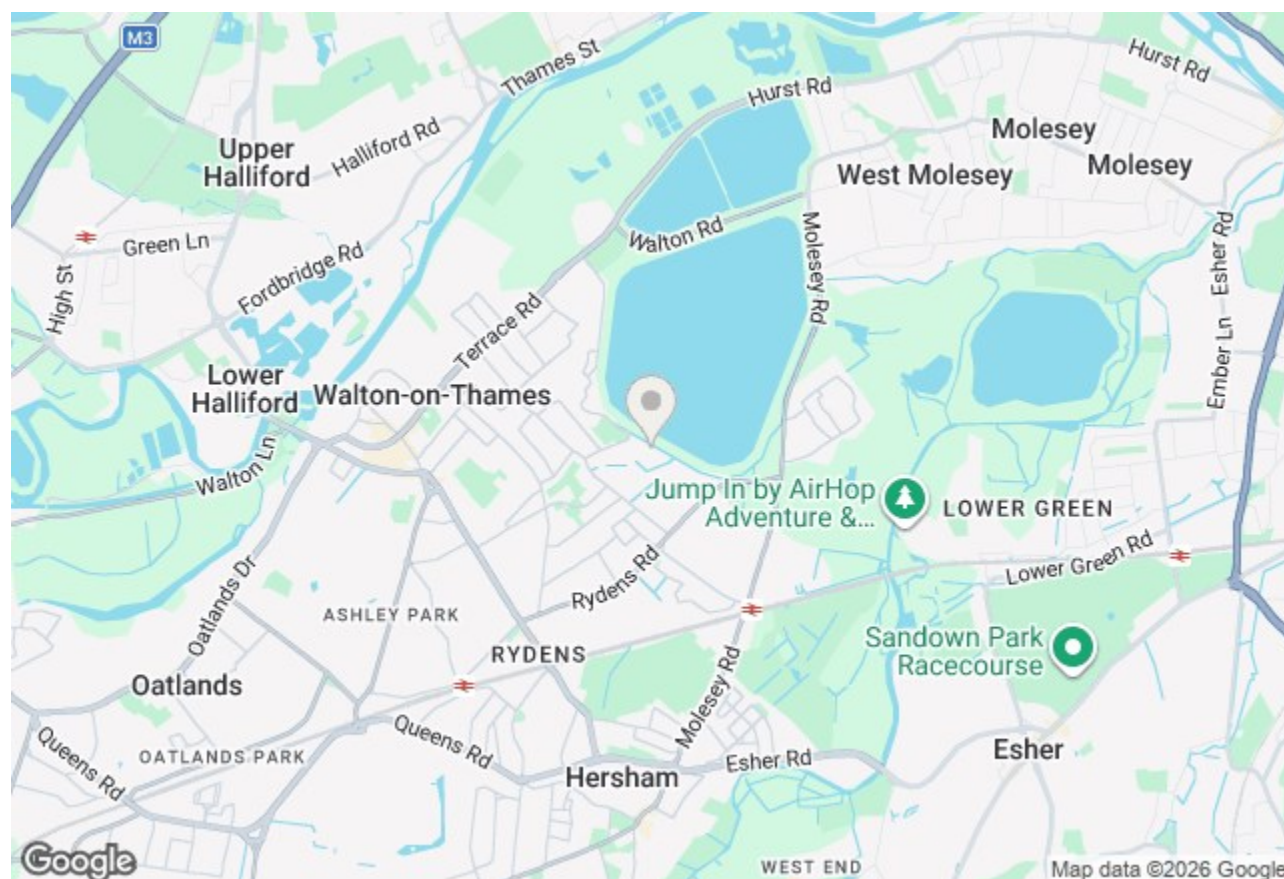 M3
Thames St
Hurst Rd
Hurst Rd
Upper
Halliford
Halliford Rd
Molesey
Molesey
West Molesey
Green Ln
Walton Rd
Molesey Rd
Esher Rd
High St
Fordbridge Rd
Terrace Rd
Ember Ln
Lower
Halliford
Walton-on-Thames
Walton Ln
Jump In by AirHop
Adventure &...
LOWER GREEN
Oatlands Dr
Rydens Rd
Lower Green Rd
ASHLEY PARK
RYDENS
Sandown Park
Racecourse
Oatlands
Molesey Rd
Queens Rd
OATLANDS PARK
Queens Rd
Hersham
Esher Rd
Esher
Google
WEST END
Map data ©2026 Google